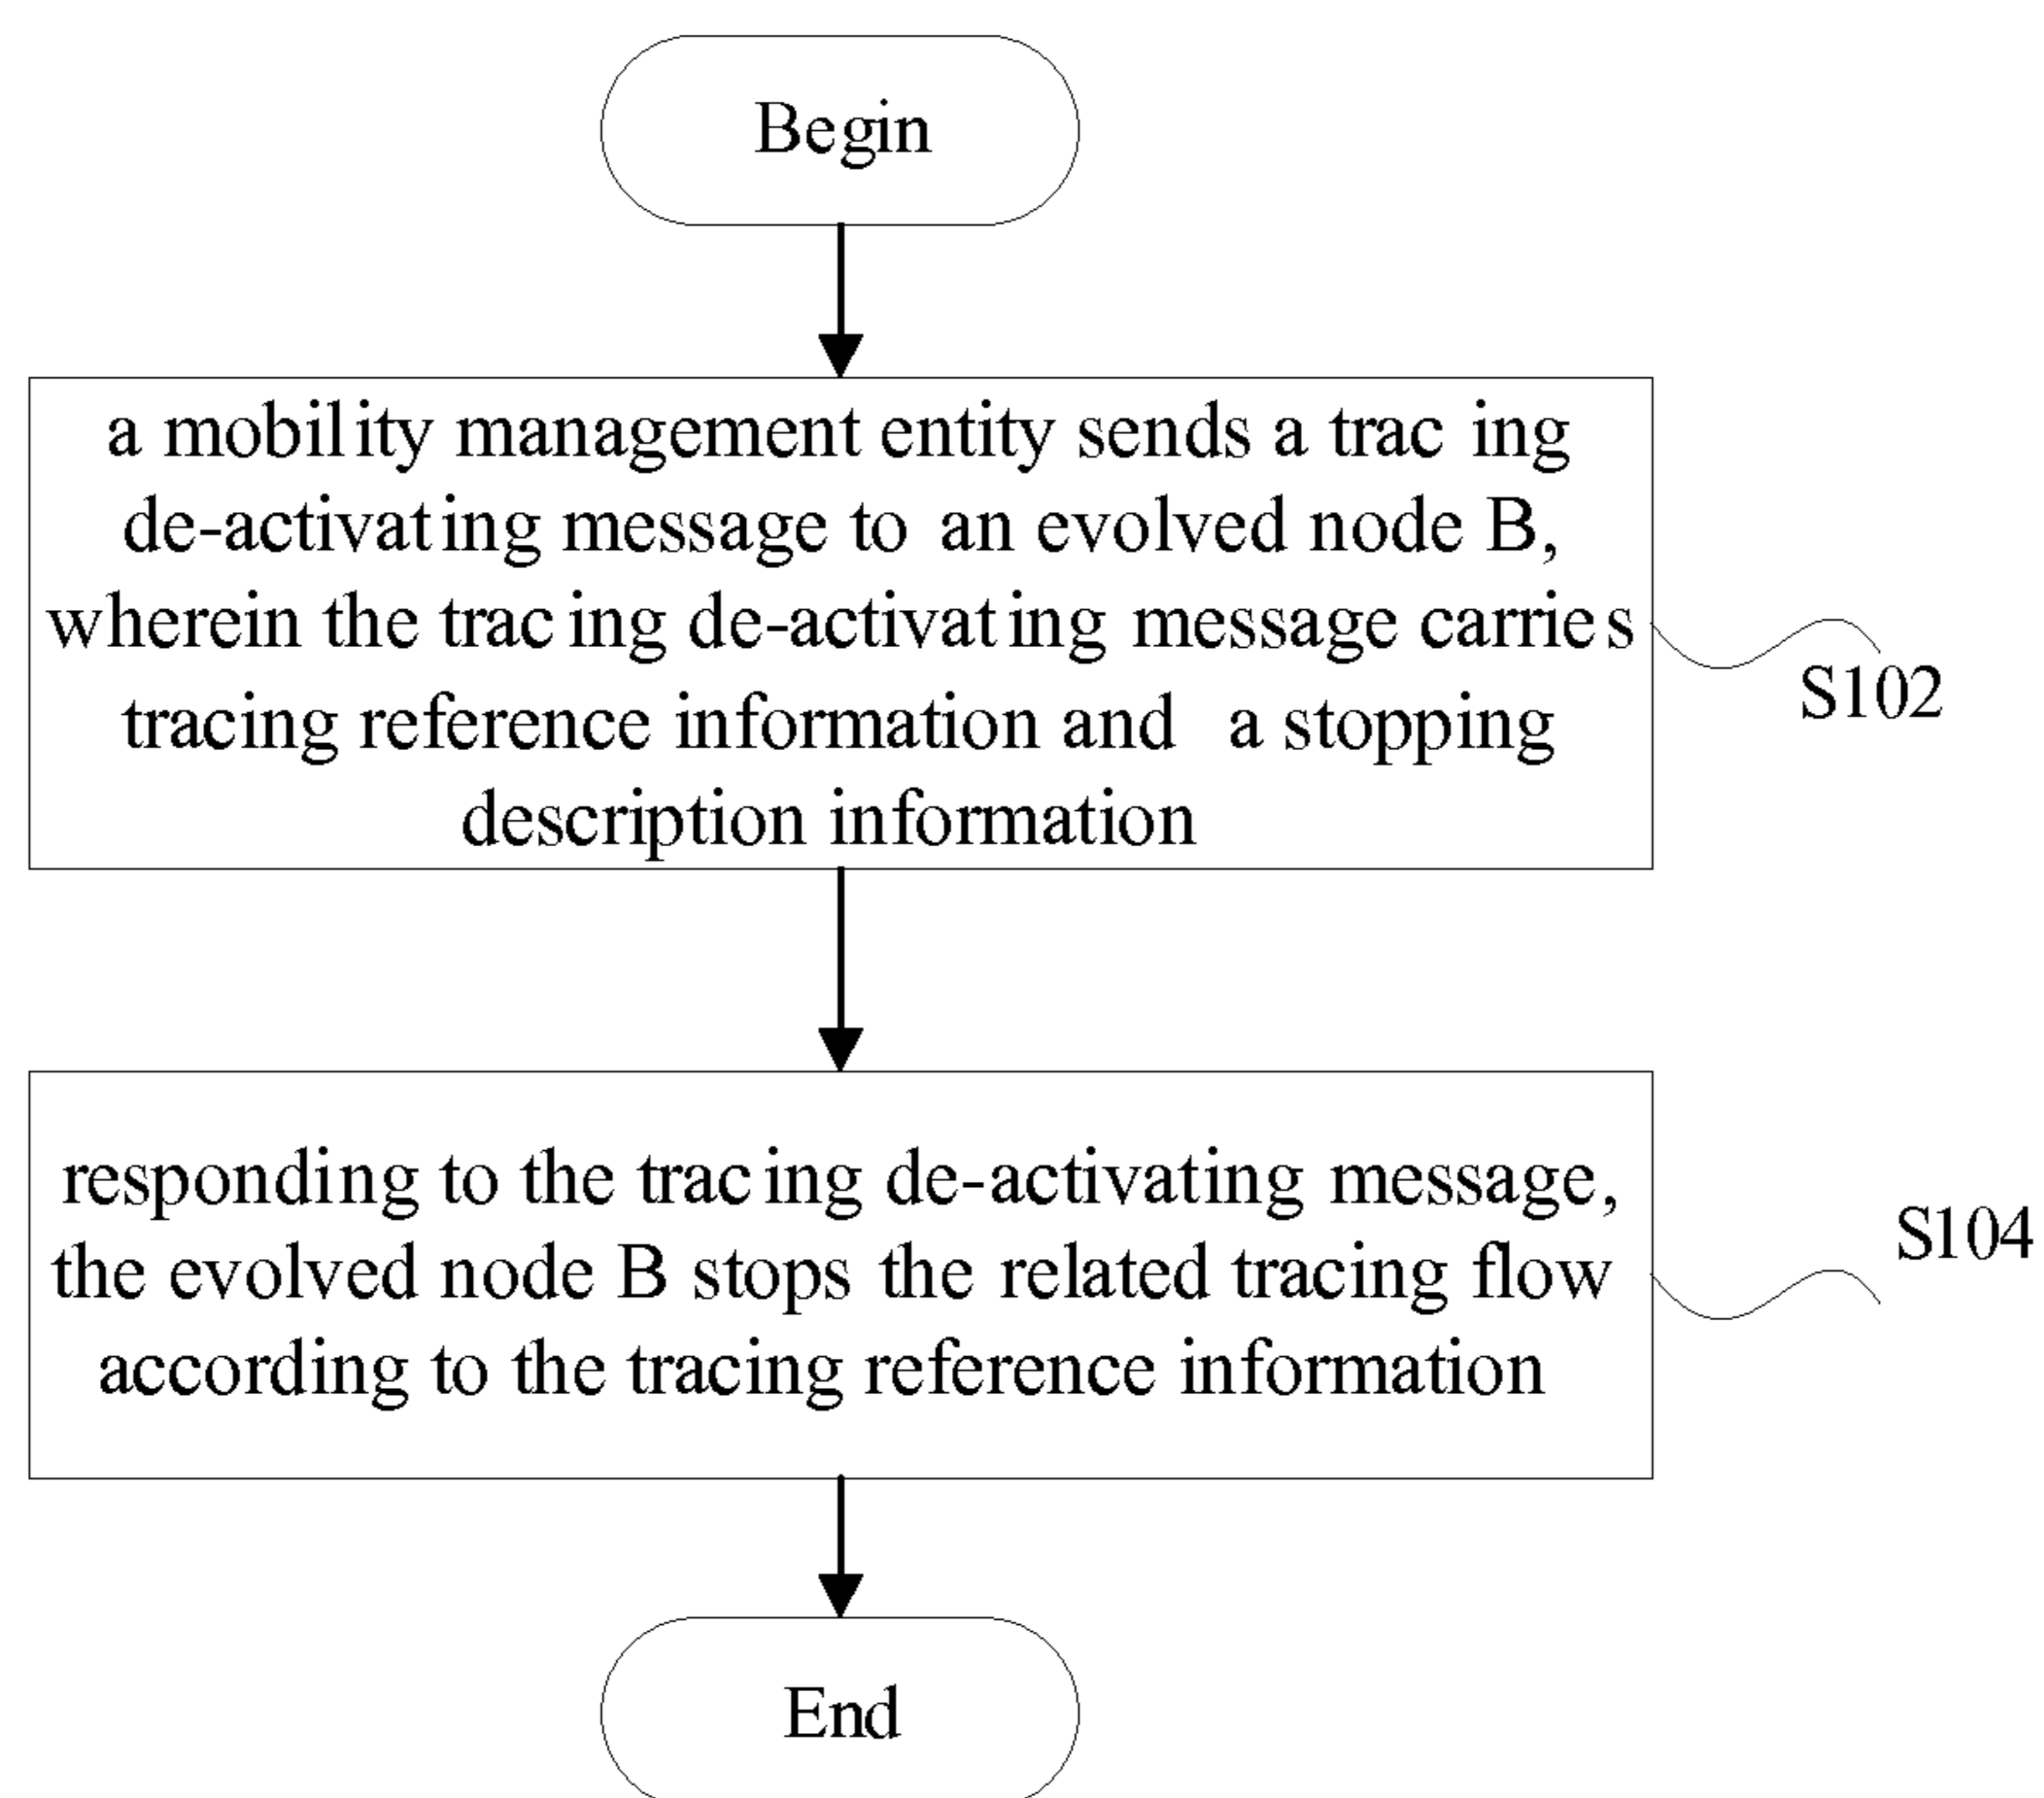 Begin
a mobility management entity sends a tracing
de-activating message to an evolved node B,
wherein the tracing de-activating message carries
tracing reference information and a stopping
description information
S102
responding to the tracing de-activating message,
the evolved node B stops the related tracing flow
according to the tracing reference information
S104
End